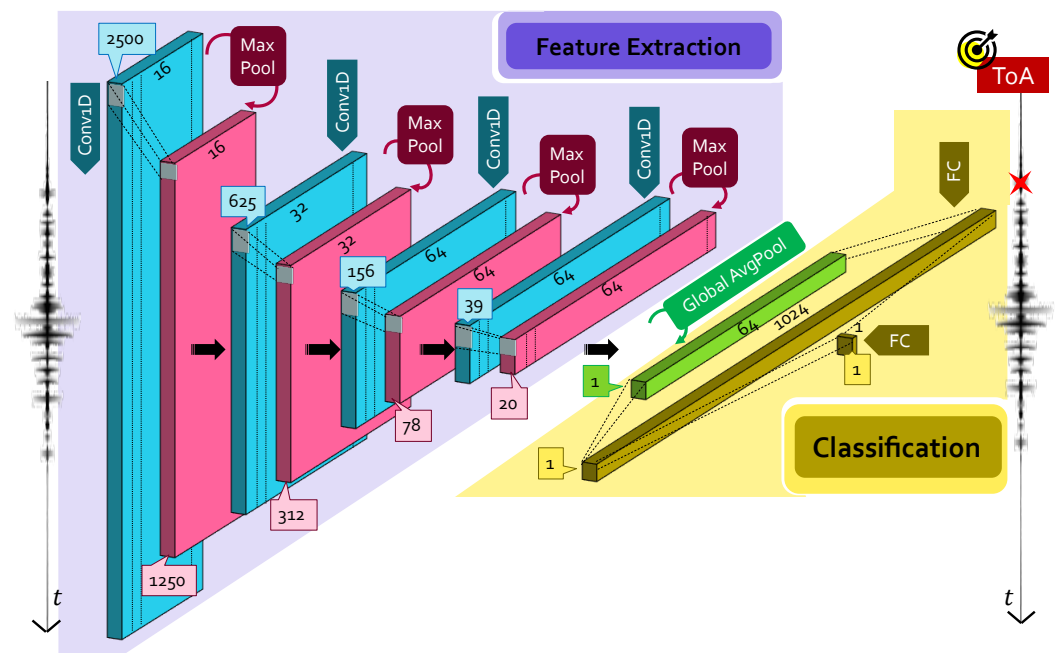 Feature Extraction
2500
16
Conv1D
Max
Pool
16
1250
625
Conv1D
32
Max
Pool
32
312
156
Conv1D
64
Max
Pool
64
78
39
Conv1D
64
Max
Pool
64
20
Global AvgPool
1
64
FC
1
1024
1
1
FC
Classification
ToA
t
t